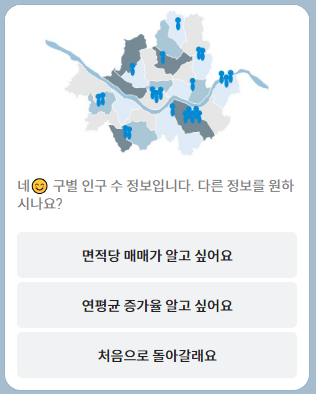 네😊 구별 인구 수 정보입니다. 다른 정보를 원하
시나요?
면적당 매매가 알고 싶어요
연평균 증가율 알고 싶어요
처음으로 돌아갈래요